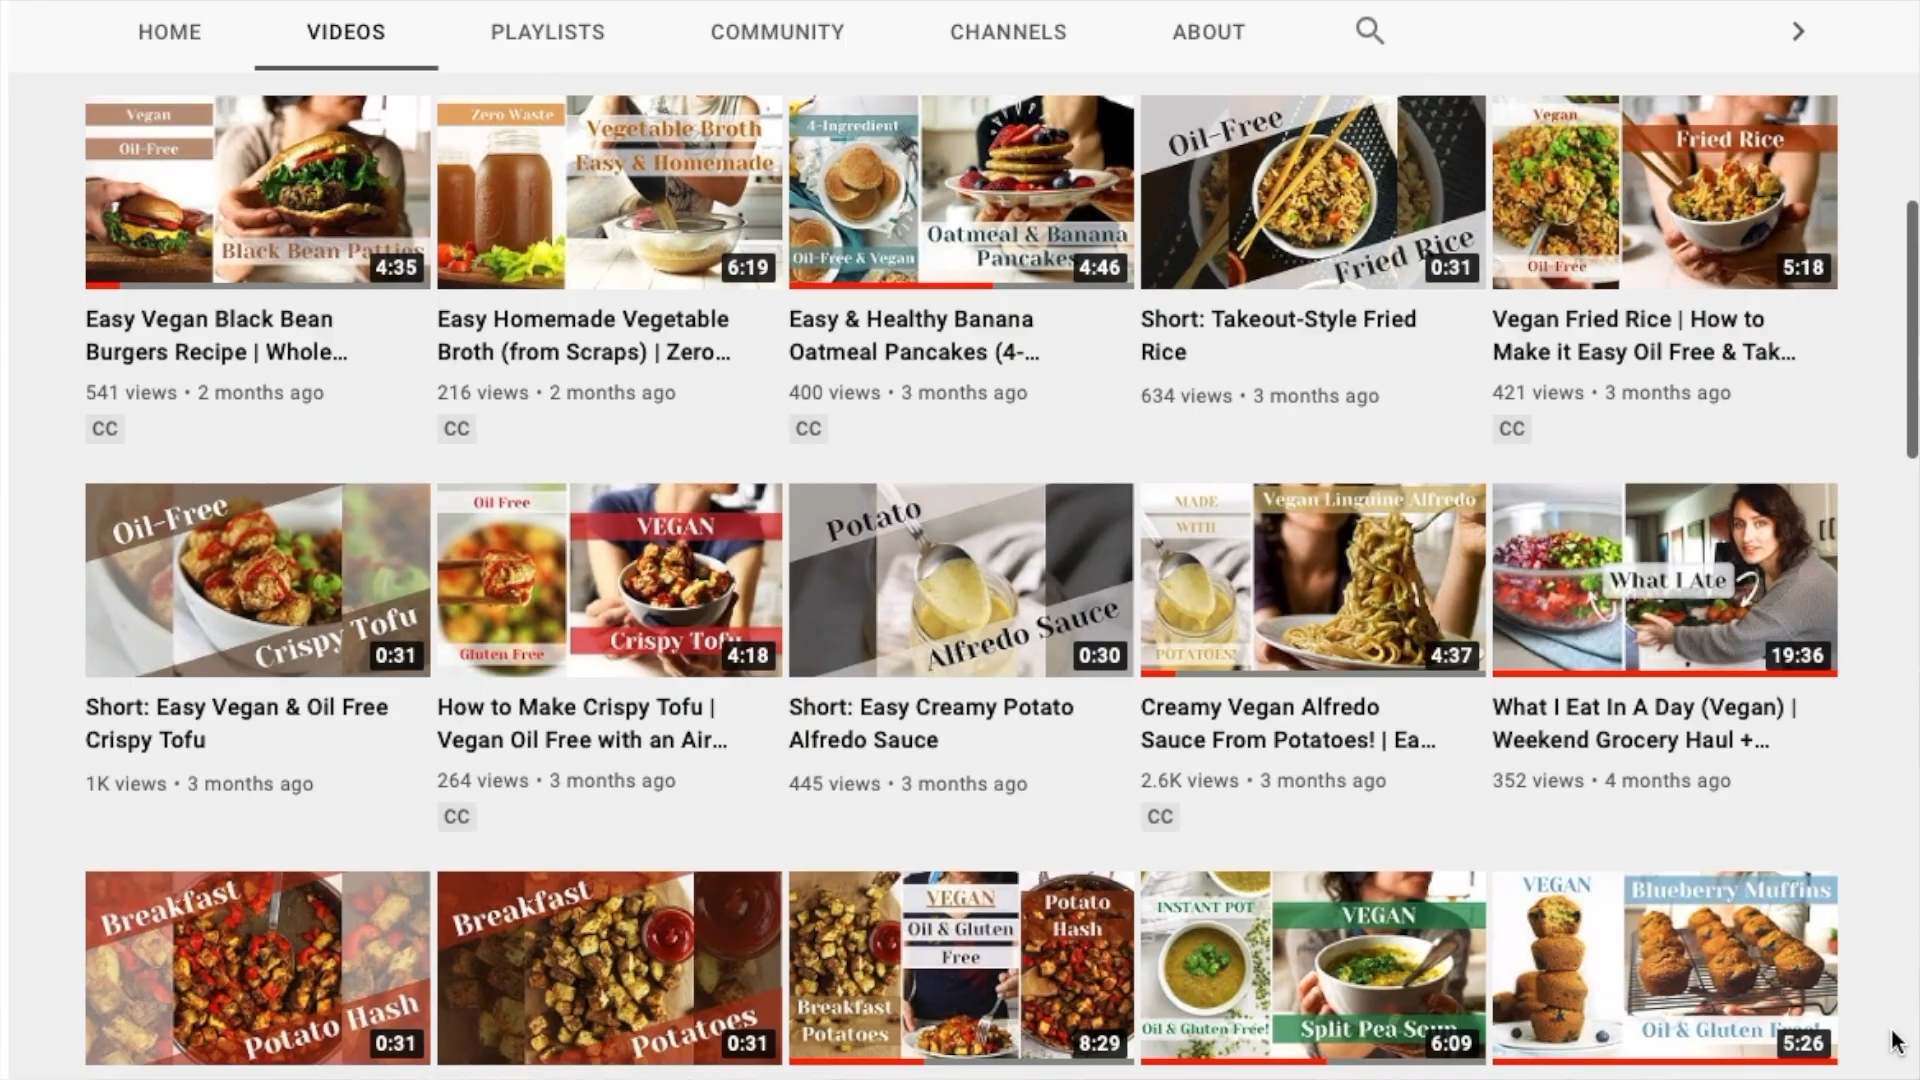 HOME VIDEOS PLAYLISTS COMMUNITY CHANNELS ABOUT
Vegan
Oil-Free
Black Bean Patties
4:35
Zero Waste
Vegetable Broth
Easy & Homemade
6:19
4-Ingredient
Oil-Free & Vegan
Oatmeal & Banana
Pancakes
4:46
Oil-Free
Fried Rice
0:31
Vegan
Oil-Free
Fried Rice
5:18
Easy Vegan Black Bean
Burgers Recipe | Whole...
541 views • 2 months ago
CC
Easy Homemade Vegetable
Broth (from Scraps) | Zero...
216 views • 2 months ago
CC
Easy & Healthy Banana
Oatmeal Pancakes (4-...
400 views • 3 months ago
CC
Short: Takeout-Style Fried
Rice
634 views • 3 months ago
Vegan Fried Rice | How to
Make it Easy Oil Free & Tak...
421 views • 3 months ago
CC
Oil-Free
Crispy Tofu
0:31
Oil Free
Gluten Free
VEGAN
Crispy Tofu
4:18
Potato
Alfredo Sauce
0:30
MADE
WITH
POTATOES!
Vegan Linguine Alfredo
4:37
What I Ate
19:36
Short: Easy Vegan & Oil Free
Crispy Tofu
1K views • 3 months ago
How to Make Crispy Tofu |
Vegan Oil Free with an Air...
264 views • 3 months ago
CC
Short: Easy Creamy Potato
Alfredo Sauce
445 views • 3 months ago
Creamy Vegan Alfredo
Sauce From Potatoes! | Ea...
2.6K views • 3 months ago
CC
What I Eat In A Day (Vegan) |
Weekend Grocery Haul +...
352 views • 4 months ago
Breakfast
Potato Hash
0:31
Breakfast
Potatoes
0:31
Breakfast
Potatoes
VEGAN
Oil & Gluten
Free
Potato
Hash
8:29
INSTANT POT
Oil & Gluten Free!
VEGAN
Split Pea Soup
6:09
VEGAN
Blueberry Muffins
Oil & Gluten Free!
5:26